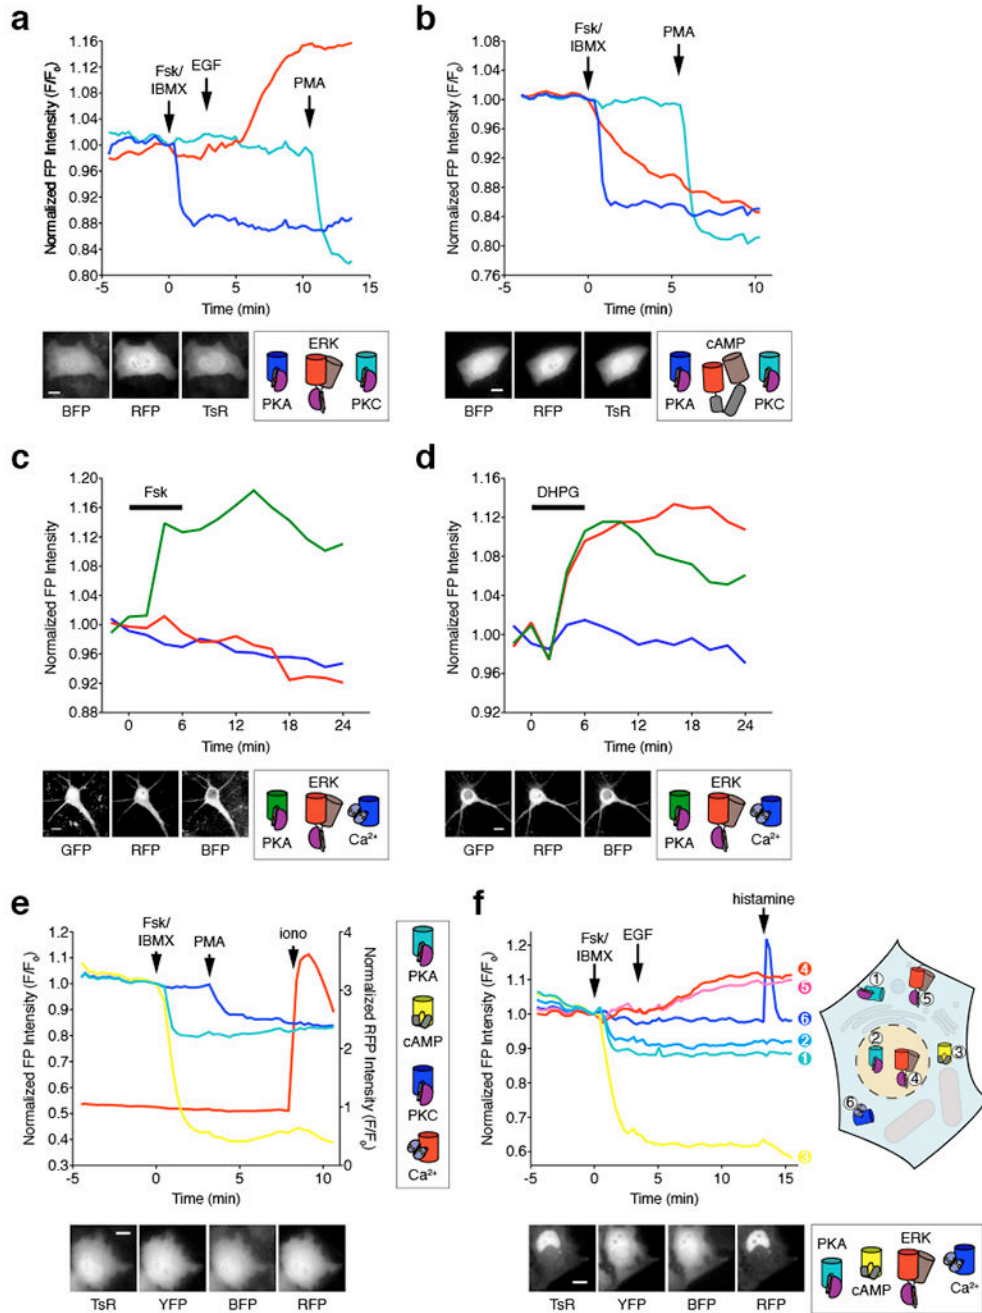 a
Normalized FP Intensity (F/F0)
1.16
1.12
1.08
1.04
1.00
0.96
0.92
0.88
0.84
0.80
Fsk/
IBMX
EGF
PMA
-5 0 5 10 15
Time (min)
BFP RFP TsR
ERK
PKA PKC
b
Normalized FP Intensity (F/F0)
1.08
1.04
1.00
0.96
0.92
0.88
0.84
0.80
0.76
Fsk/
IBMX
PMA
-5 0 5 10
Time (min)
BFP RFP TsR
cAMP
PKA PKC
c
Normalized FP Intensity
1.20
1.16
1.12
1.08
1.04
1.00
0.96
0.92
0.88
Fsk
0 6 12 18 24
Time (min)
GFP RFP BFP
ERK
PKA Ca2+
d
Normalized FP Intensity
1.16
1.12
1.08
1.04
1.00
0.96
0.92
DHPG
0 6 12 18 24
Time (min)
GFP RFP BFP
ERK
PKA Ca2+
e
Normalized FP Intensity (F/F0)
1.2
1.1
1.0
0.9
0.8
0.7
0.6
0.5
0.4
0.3
Fsk/
IBMX
PMA
iono
4
3
2
1
0
Normalized RFP Intensity (F/F0)
-5 0 5 10
Time (min)
PKA
cAMP
PKC
Ca2+
TsR YFP BFP RFP
f
Normalized FP Intensity (F/F0)
1.2
1.1
1.0
0.9
0.8
0.7
0.6
Fsk/
IBMX
EGF
histamine
4
5
6
2
1
3
-5 0 5 10 15
Time (min)
1
5
2
3
4
6
TsR YFP BFP RFP
PKA
cAMP
ERK
Ca2+